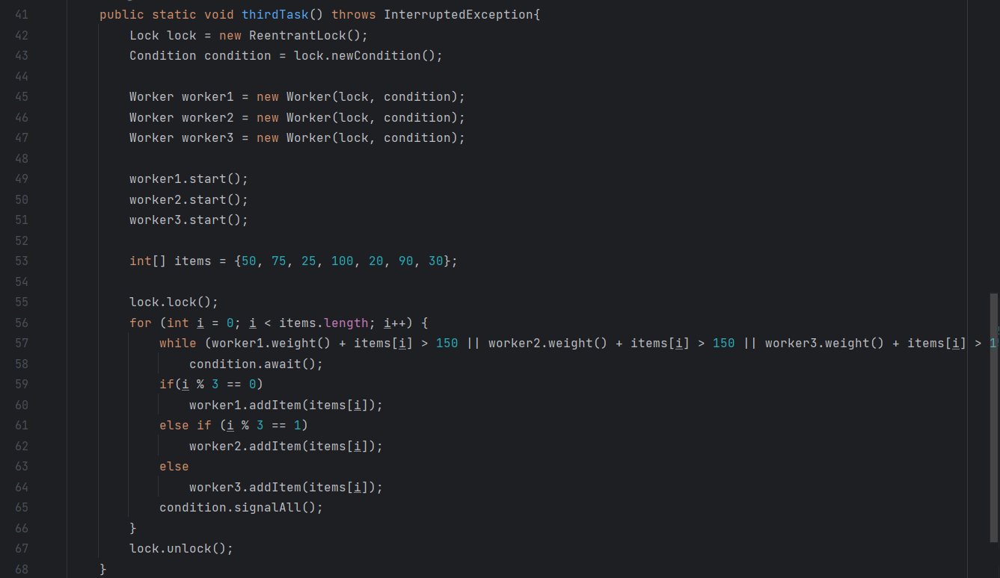 41 public static void thirdTask() throws InterruptedException{
42 Lock lock = new ReentrantLock();
43 Condition condition = lock.newCondition();
44
45 Worker worker1 = new Worker(lock, condition);
46 Worker worker2 = new Worker(lock, condition);
47 Worker worker3 = new Worker(lock, condition);
48
49 worker1.start();
50 worker2.start();
51 worker3.start();
52
53 int[] items = {50, 75, 25, 100, 20, 90, 30};
54
55 lock.lock();
56 for (int i = 0; i < items.length; i++) {
57 while (worker1.weight() + items[i] > 150 || worker2.weight() + items[i] > 150 || worker3.weight() + items[i] > 1
58 condition.await();
59 if(i % 3 == 0)
60 worker1.addItem(items[i]);
61 else if (i % 3 == 1)
62 worker2.addItem(items[i]);
63 else
64 worker3.addItem(items[i]);
65 condition.signalAll();
66 }
67 lock.unlock();
68 }